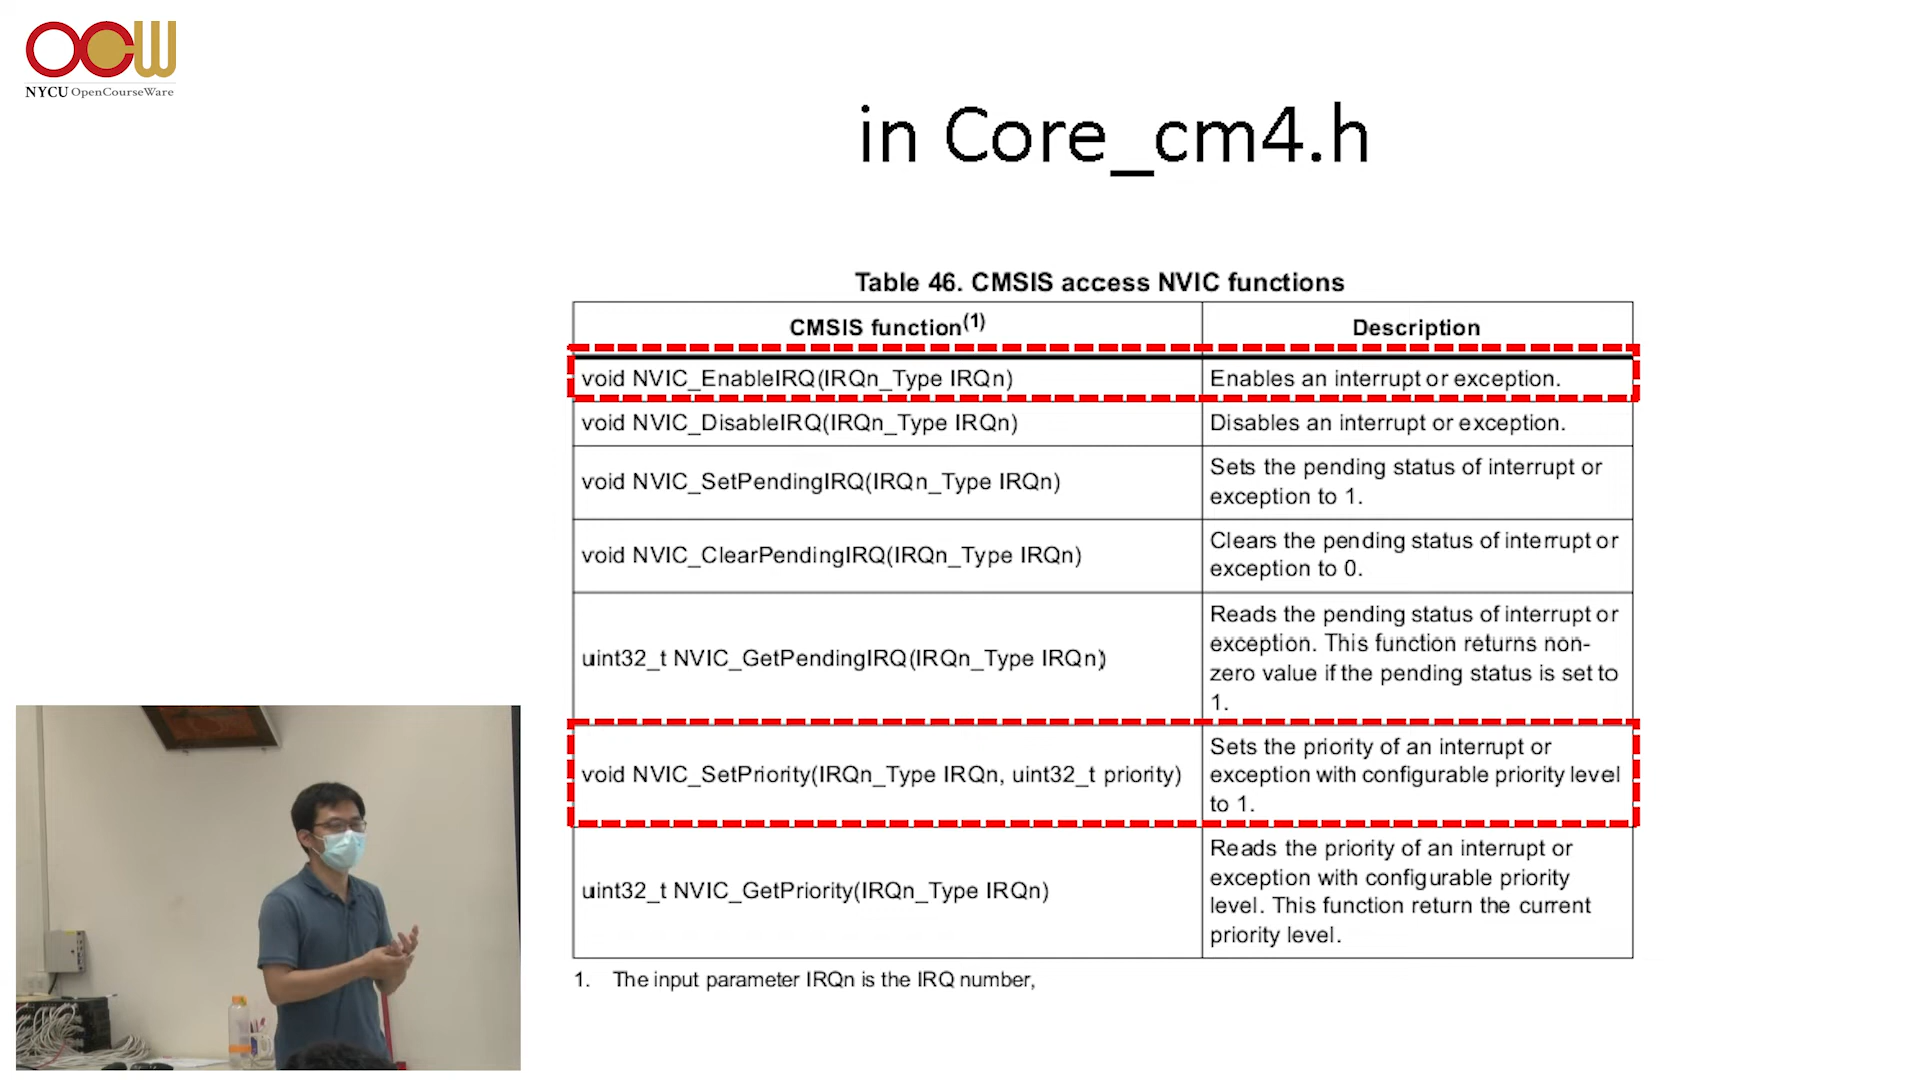 OCW
NYCU OpenCourseWare
in Core_cm4.h
Table 46. CMSIS access NVIC functions
CMSIS function(1)
Description
void NVIC_EnableIRQ(IRQn_Type IRQn)
Enables an interrupt or exception.
void NVIC_DisableIRQ(IRQn_Type IRQn)
Disables an interrupt or exception.
void NVIC_SetPendingIRQ(IRQn_Type IRQn)
Sets the pending status of interrupt or
exception to 1.
void NVIC_ClearPendingIRQ(IRQn_Type IRQn)
Clears the pending status of interrupt or
exception to 0.
uint32_t NVIC_GetPendingIRQ(IRQn_Type IRQn)
Reads the pending status of interrupt or
exception. This function returns non-
zero value if the pending status is set to
1.
void NVIC_SetPriority(IRQn_Type IRQn, uint32_t priority)
Sets the priority of an interrupt or
exception with configurable priority level
to 1.
uint32_t NVIC_GetPriority(IRQn_Type IRQn)
Reads the priority of an interrupt or
exception with configurable priority
level. This function return the current
priority level.
1. The input parameter IRQn is the IRQ number,